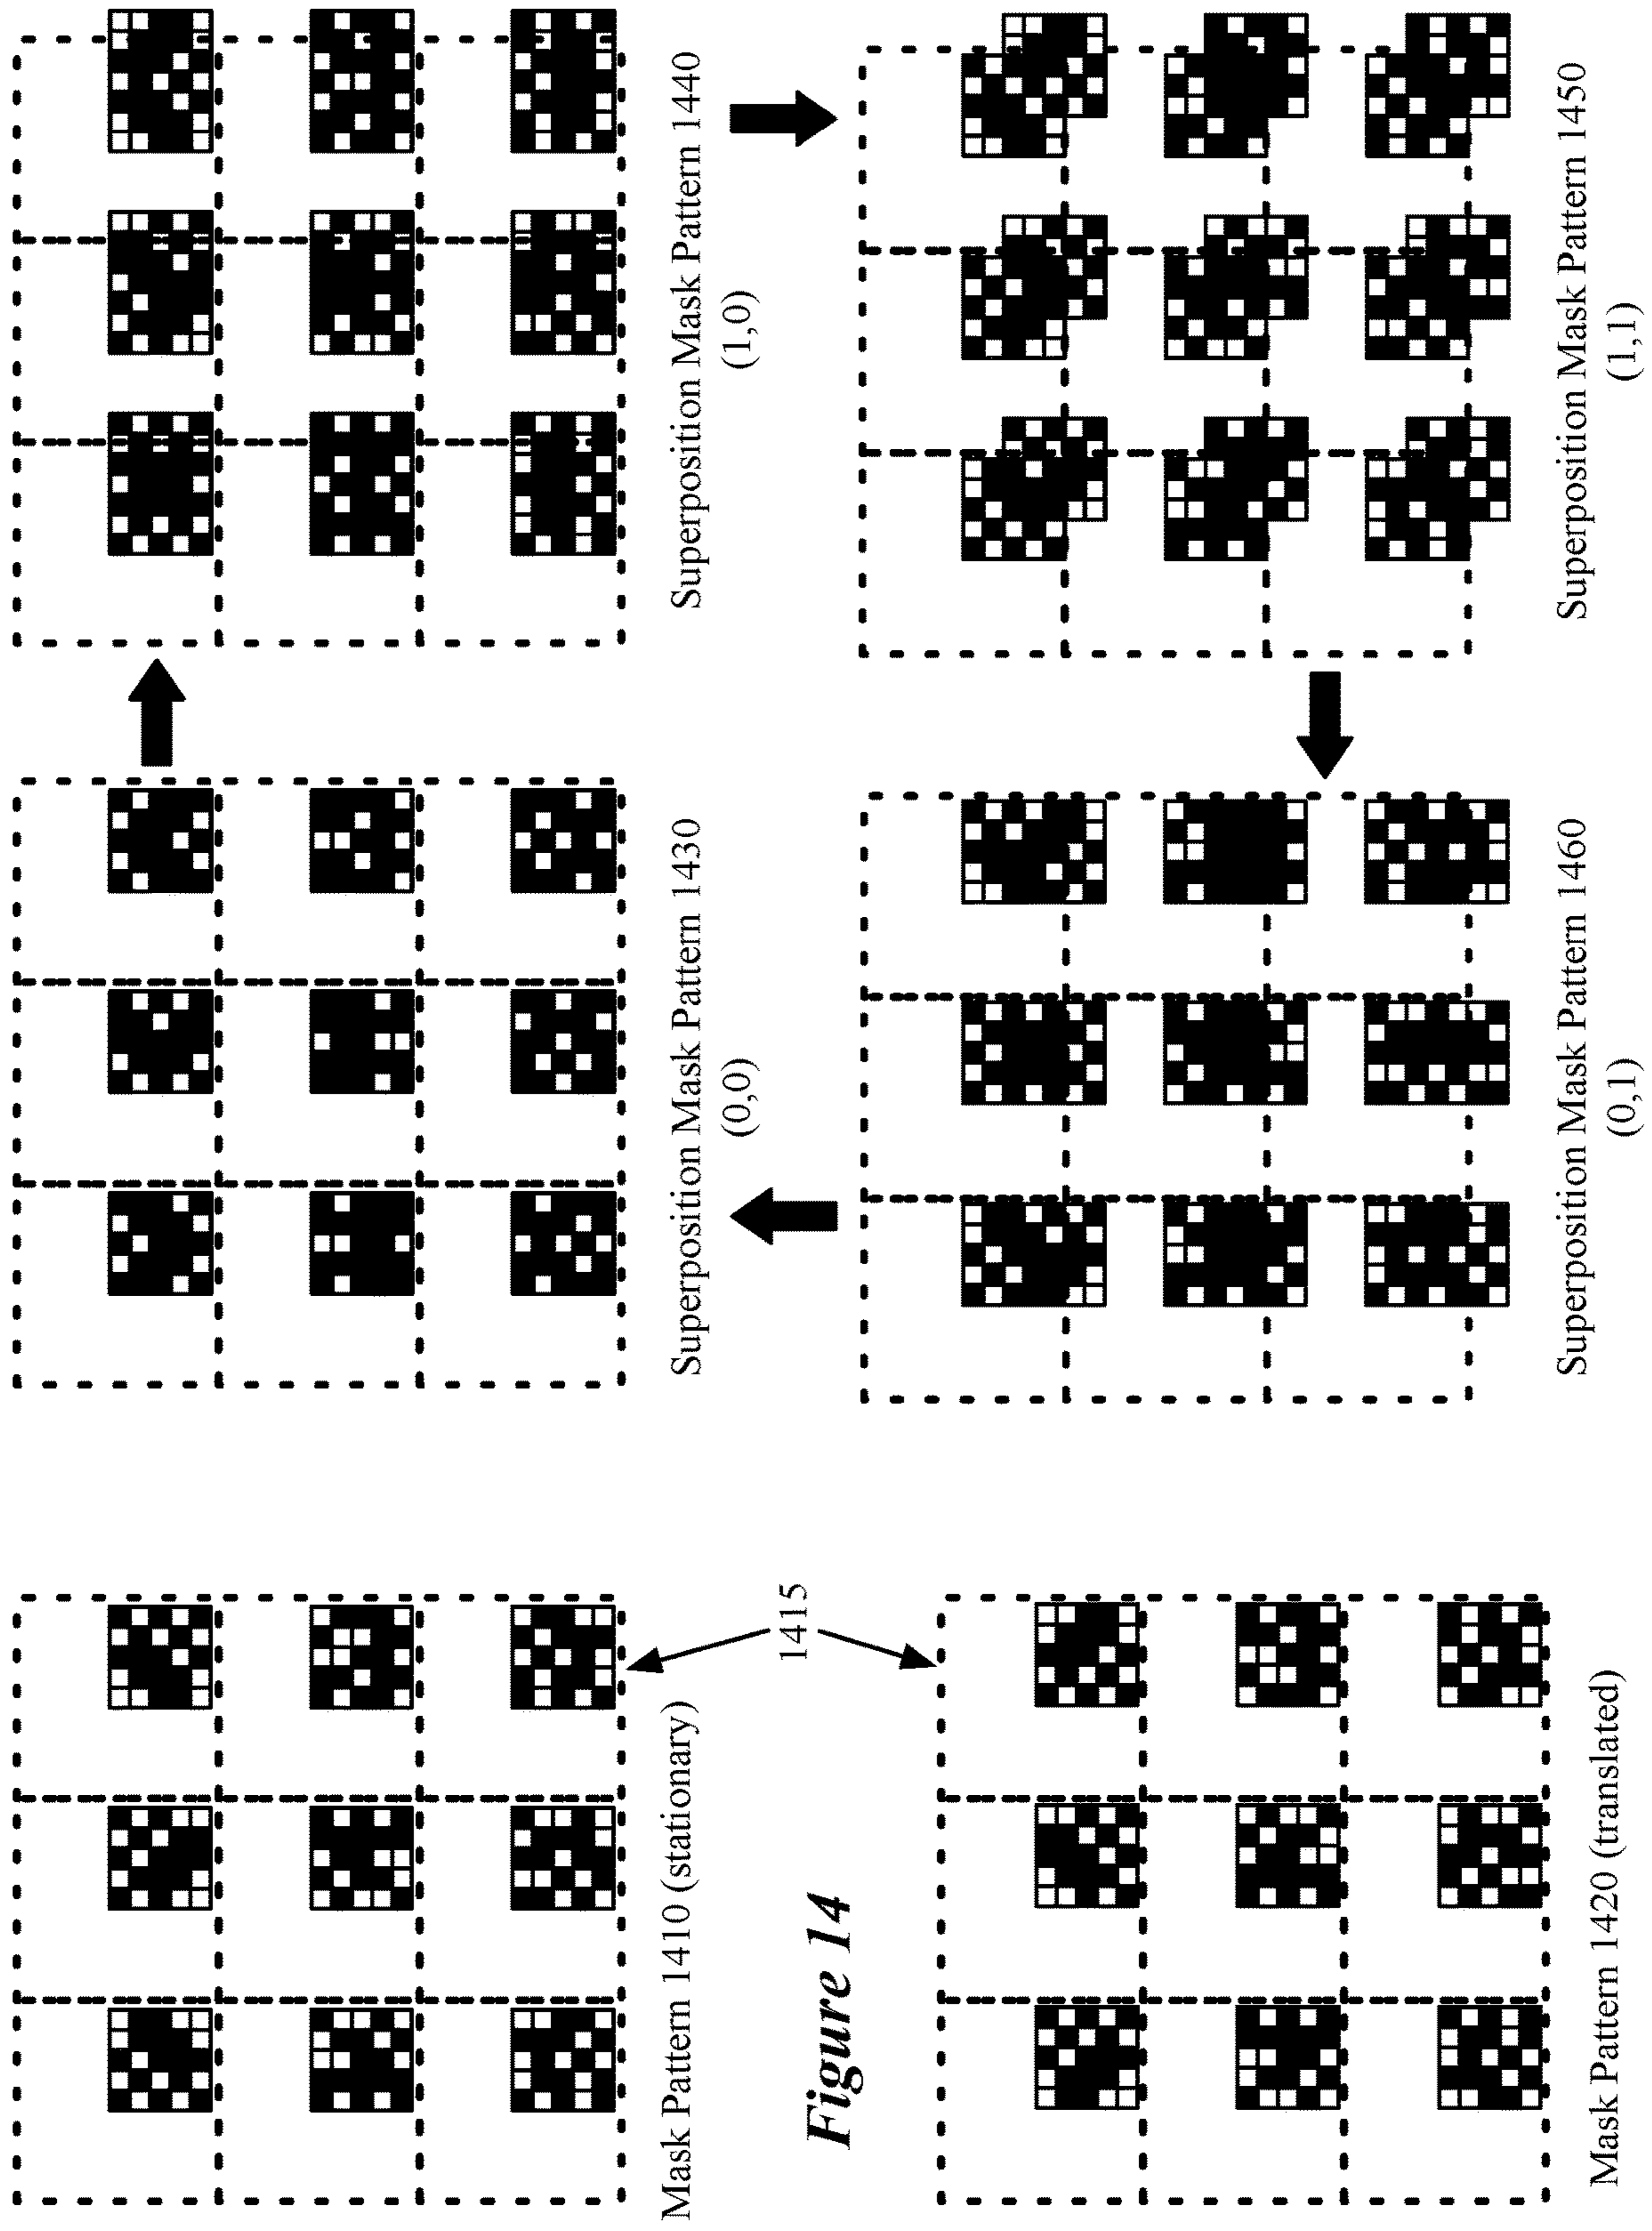 Mask Pattern 1410 (stationary)
Superposition Mask Pattern 1430
(0,0)
Superposition Mask Pattern 1440
(1,0)
1415
Figure 14
Mask Pattern 1420 (translated)
Superposition Mask Pattern 1460
(0,1)
Superposition Mask Pattern 1450
(1,1)